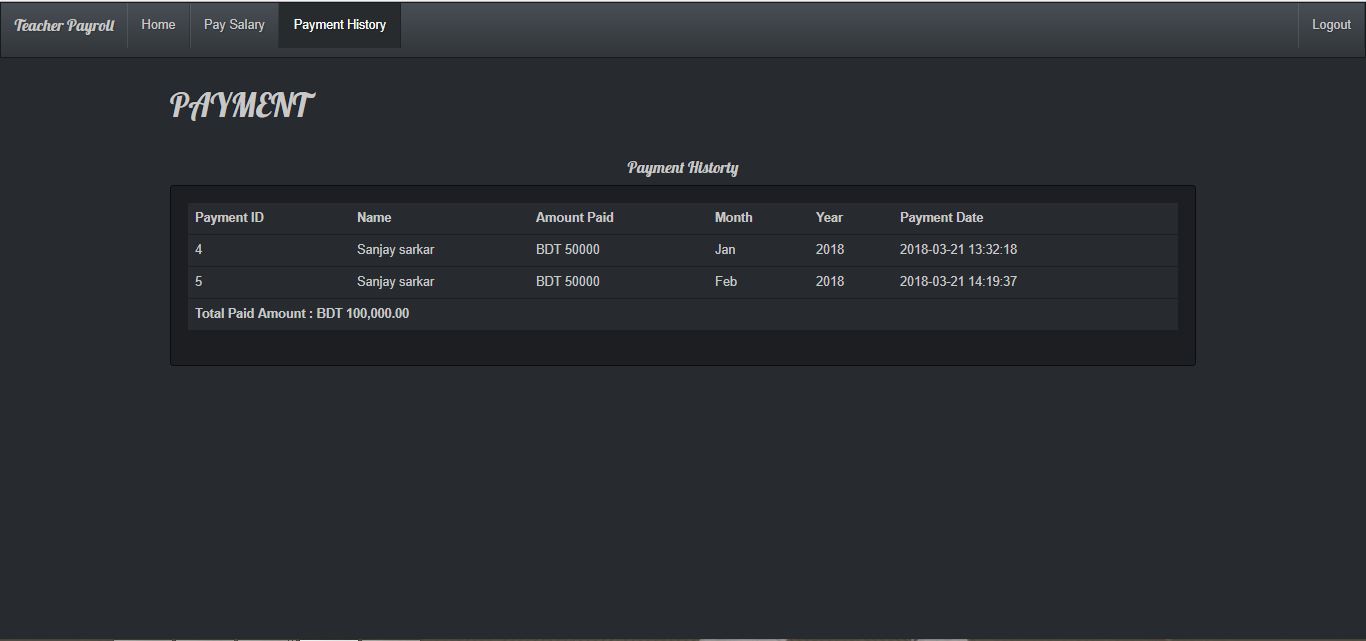 Teacher Payroll Home Pay Salary Payment History Logout
PAYMENT
Payment Historty
Payment ID Name Amount Paid Month Year Payment Date
4 Sanjay sarkar BDT 50000 Jan 2018 2018-03-21 13:32:18
5 Sanjay sarkar BDT 50000 Feb 2018 2018-03-21 14:19:37
Total Paid Amount : BDT 100,000.00